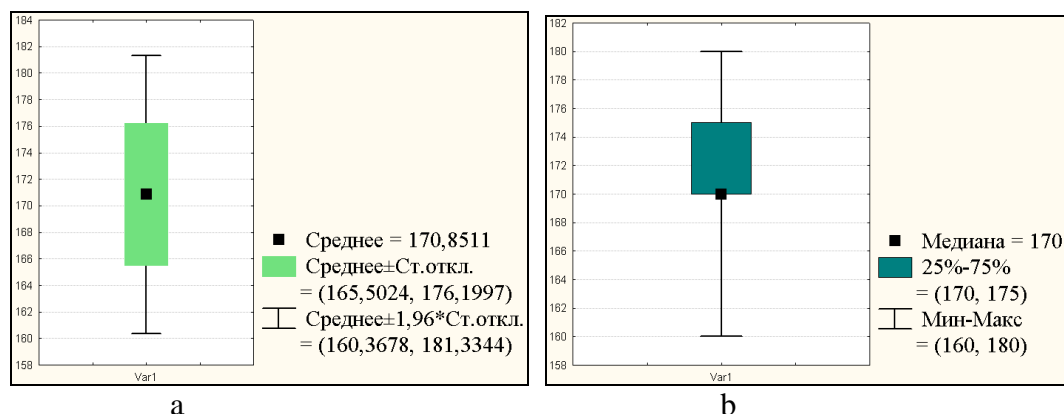 184
182
180
178
176
174
172
170
168
166
164
162
160
158
Var1
Среднее = 170,8511
Среднее±Ст.откл.
= (165,5024, 176,1997)
Среднее±1,96*Ст.откл.
= (160,3678, 181,3344)
a
182
180
178
176
174
172
170
168
166
164
162
160
158
Var1
Медиана = 170
25%-75%
= (170, 175)
Мин-Макс
= (160, 180)
b